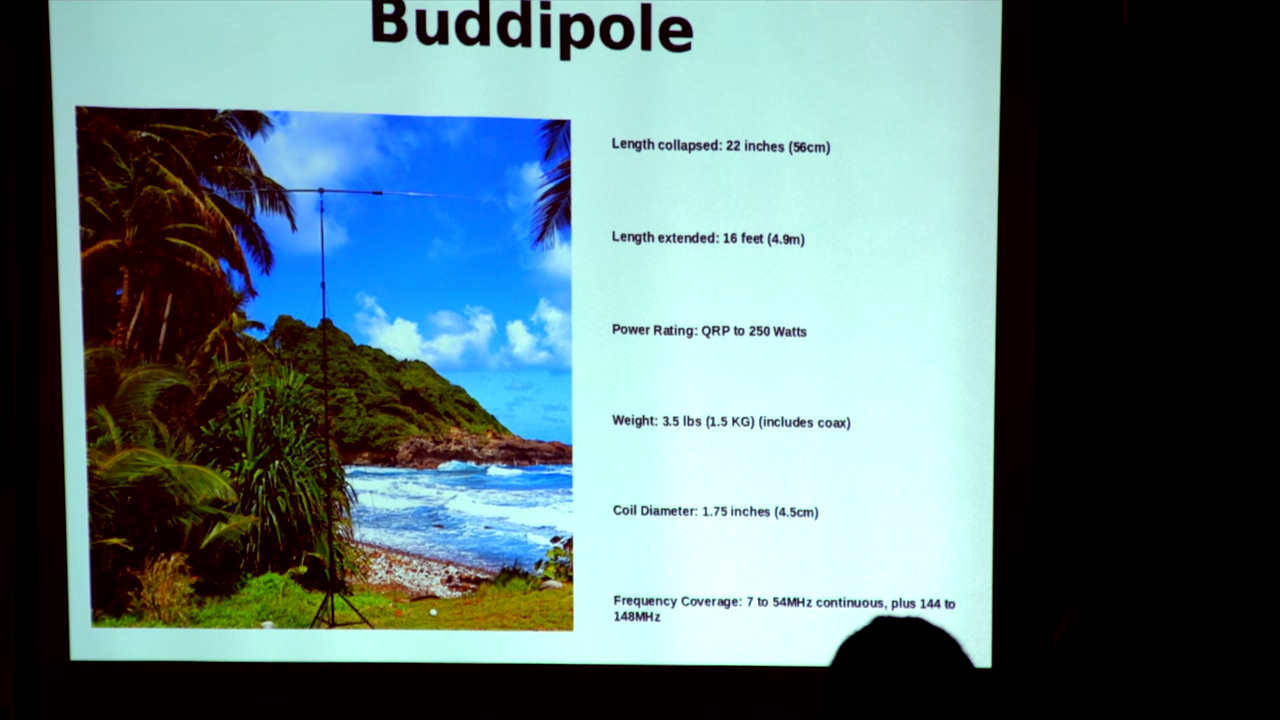 Buddipole
Length collapsed: 22 inches (56cm)
Length extended: 16 feet (4.9m)
Power Rating: QRP to 250 Watts
Weight: 3.5 lbs (1.5 KG) (includes coax)
Coil Diameter: 1.75 inches (4.5cm)
Frequency Coverage: 7 to 54MHz continuous, plus 144 to
148MHz